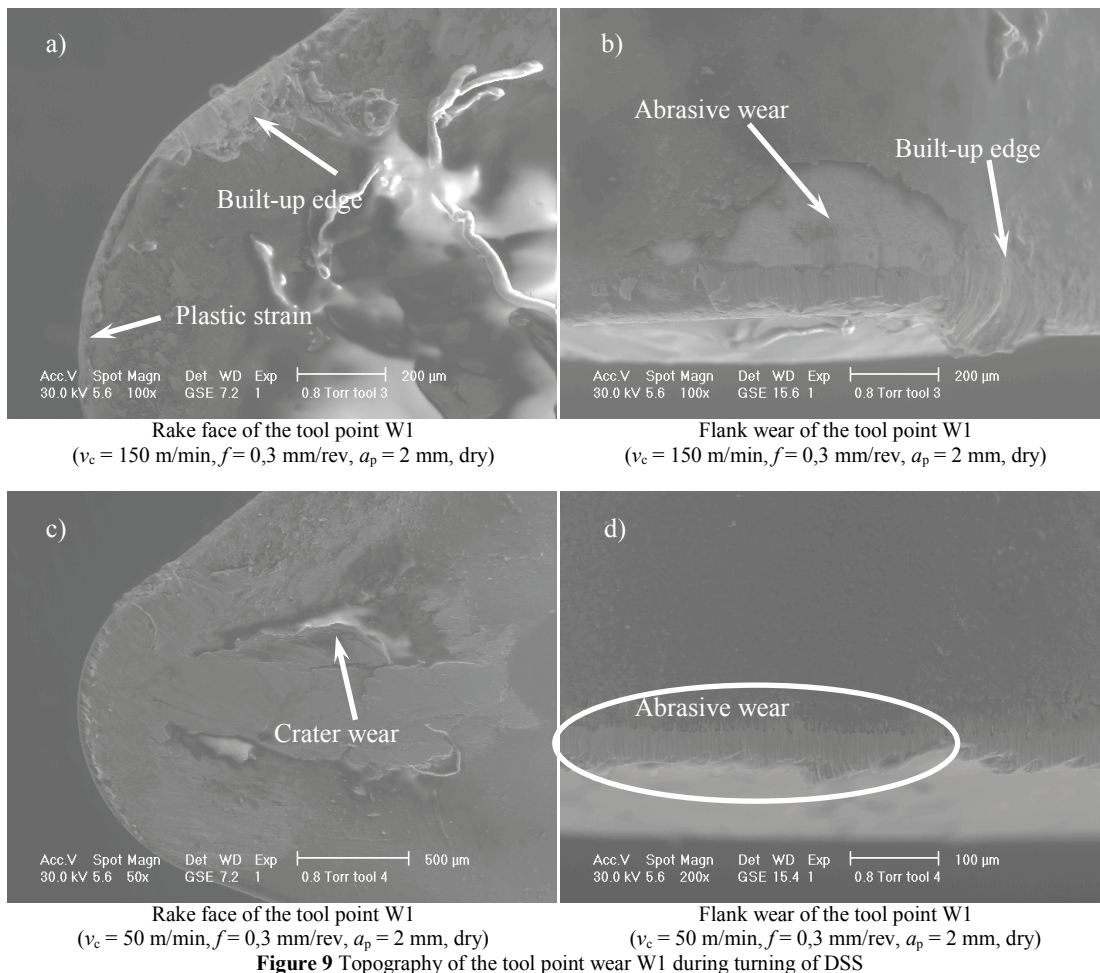 a)
Built-up edge
Plastic strain
Acc.V Spot Magn Det WD Exp 200 µm
30.0 kV 5.6 100x GSE 7.2 1 0.8 Torr tool 3
b)
Abrasive wear
Built-up edge
Acc.V Spot Magn Det WD Exp 200 µm
30.0 kV 5.6 100x GSE 15.6 1 0.8 Torr tool 3
Rake face of the tool point W1
(vc = 150 m/min, f = 0,3 mm/rev, ap = 2 mm, dry)
Flank wear of the tool point W1
(vc = 150 m/min, f = 0,3 mm/rev, ap = 2 mm, dry)
c)
Crater wear
Acc.V Spot Magn Det WD Exp 500 µm
30.0 kV 5.6 50x GSE 7.2 1 0.8 Torr tool 4
d)
Abrasive wear
Acc.V Spot Magn Det WD Exp 100 µm
30.0 kV 5.6 200x GSE 15.4 1 0.8 Torr tool 4
Rake face of the tool point W1
(vc = 50 m/min, f = 0,3 mm/rev, ap = 2 mm, dry)
Flank wear of the tool point W1
(vc = 50 m/min, f = 0,3 mm/rev, ap = 2 mm, dry)
Figure 9 Topography of the tool point wear W1 during turning of DSS